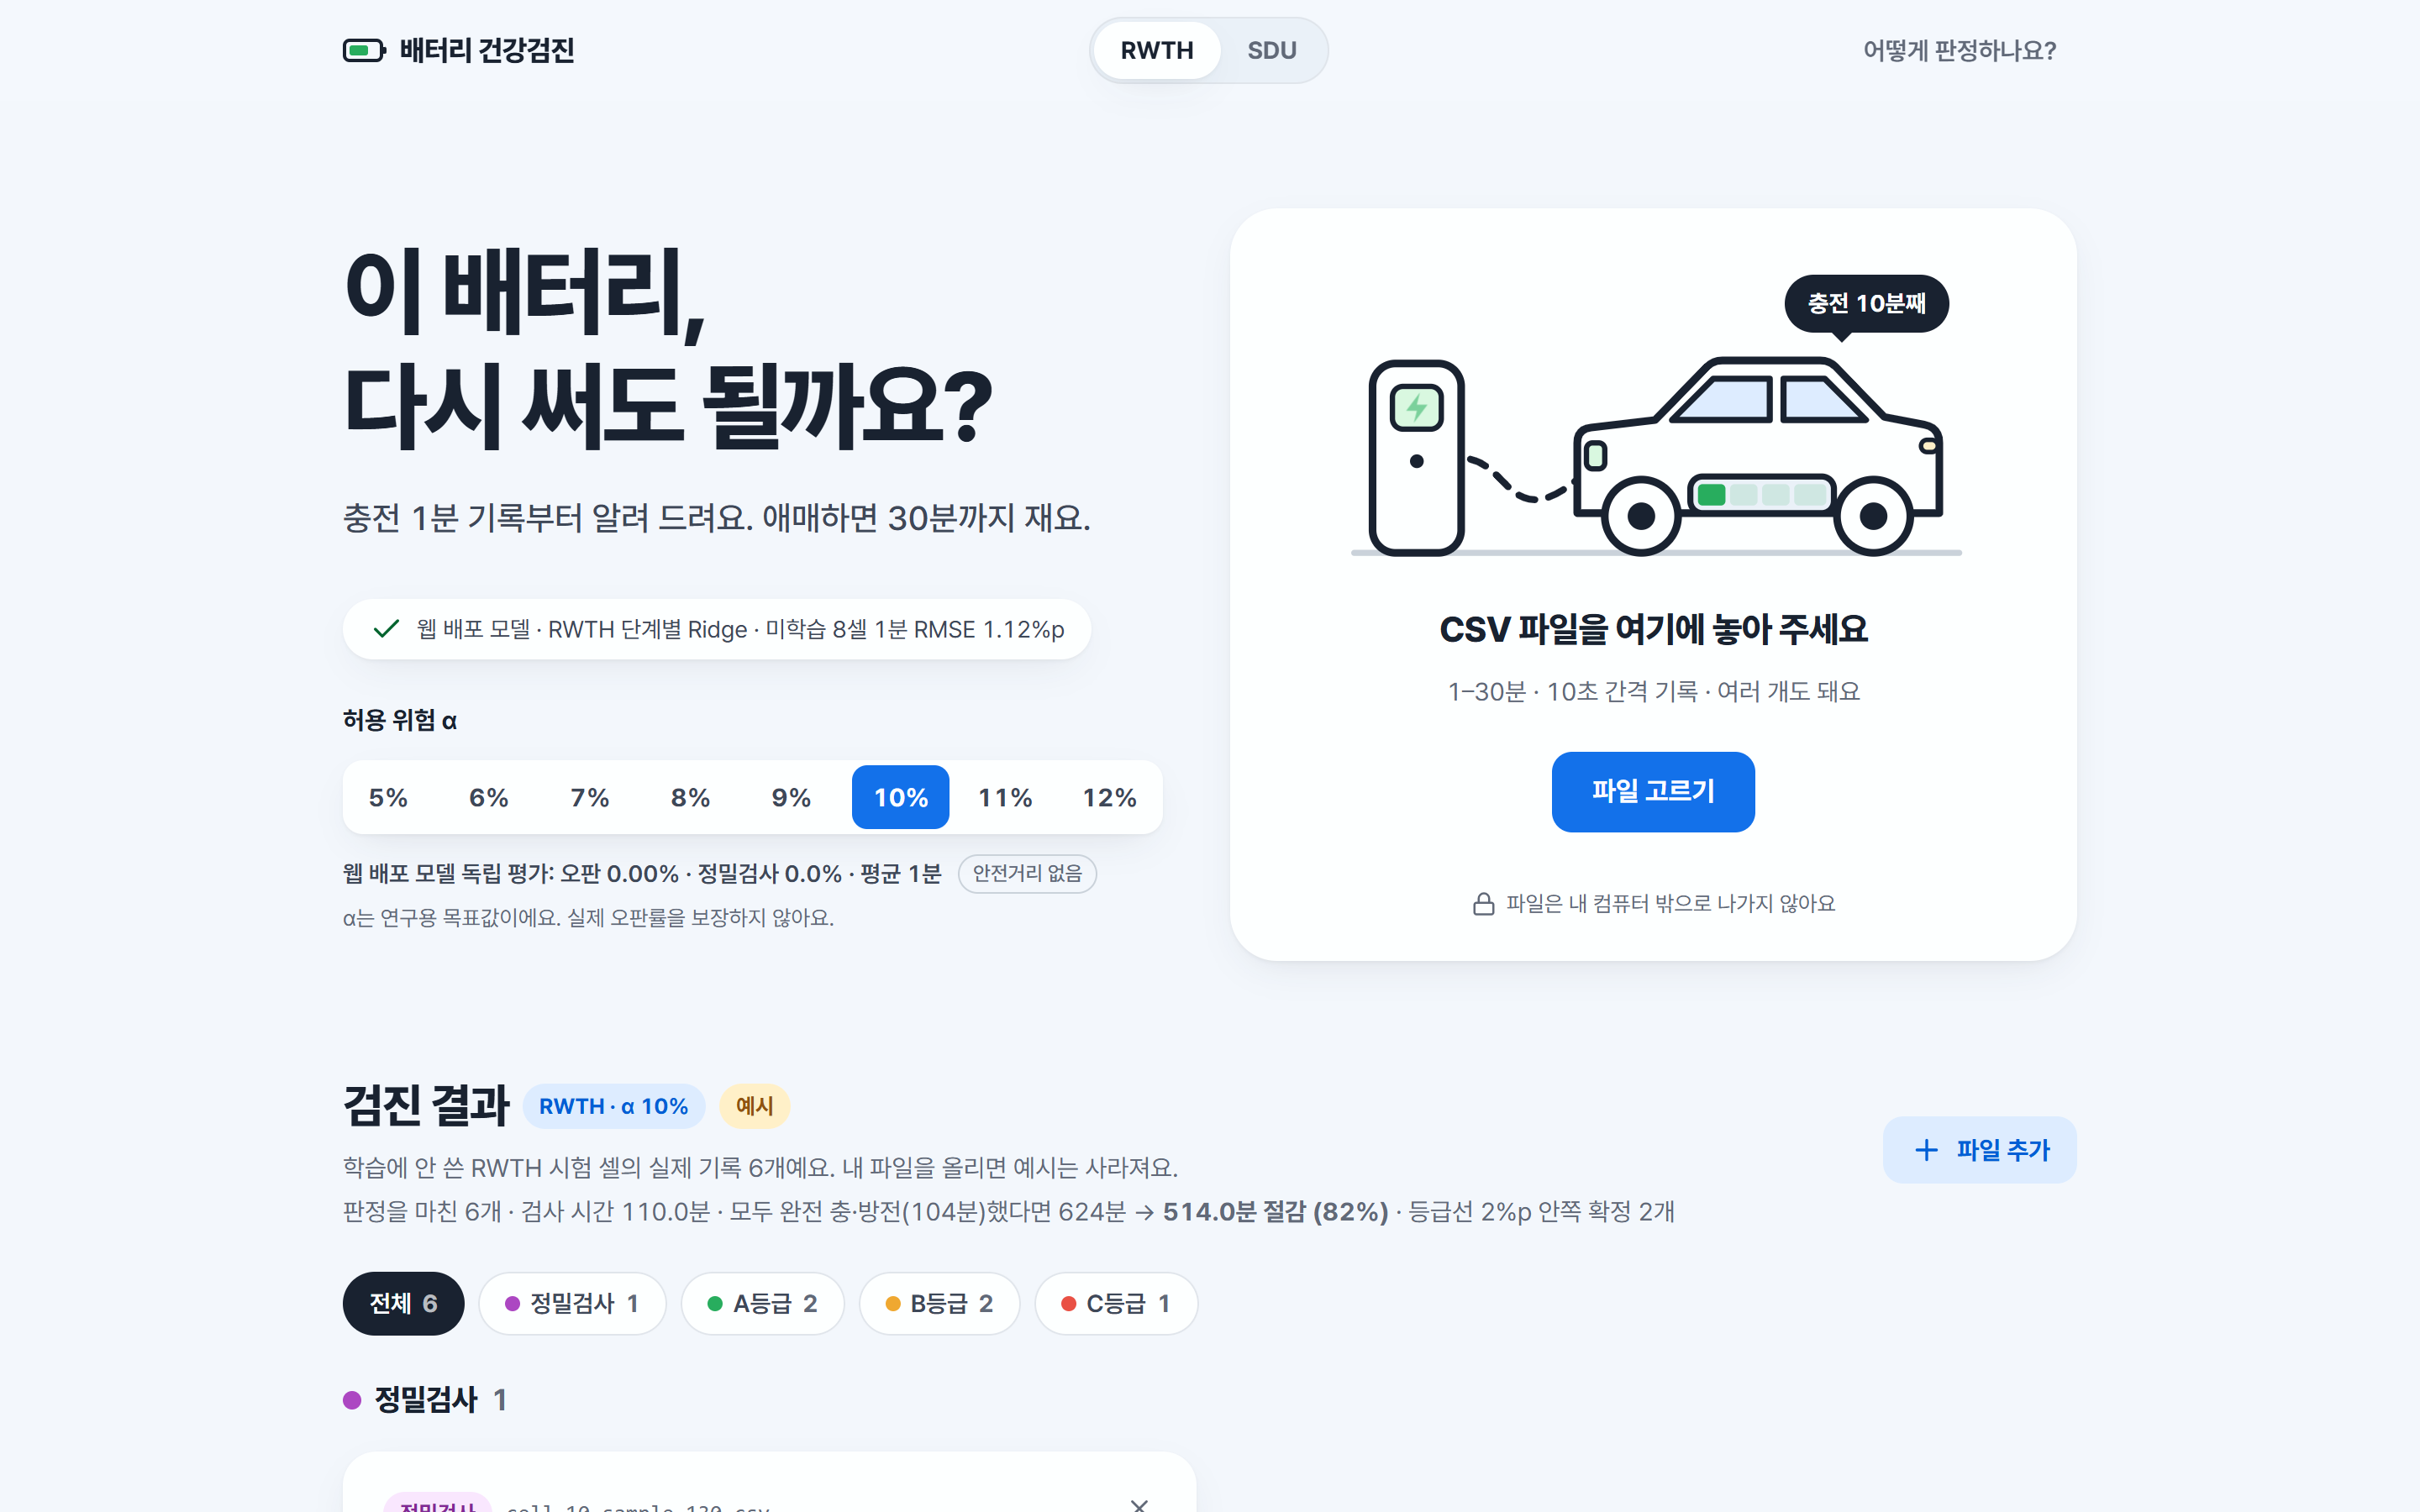 배터리 건강검진
RWTH
SDU
어떻게 판정하나요?
이 배터리,
다시 써도 될까요?
충전 1분 기록부터 알려 드려요. 애매하면 30분까지 재요.
웹 배포 모델 · RWTH 단계별 Ridge · 미학습 8셀 1분 RMSE 1.12%p
허용 위험 α
5% 6% 7% 8% 9% 10% 11% 12%
웹 배포 모델 독립 평가: 오판 0.00% · 정밀검사 0.0% · 평균 1분 안전거리 없음
α는 연구용 목표값이에요. 실제 오판률을 보장하지 않아요.
충전 10분째
CSV 파일을 여기에 놓아 주세요
1–30분 · 10초 간격 기록 · 여러 개도 돼요
파일 고르기
파일은 내 컴퓨터 밖으로 나가지 않아요
검진 결과 RWTH · α 10% 예시
학습에 안 쓴 RWTH 시험 셀의 실제 기록 6개예요. 내 파일을 올리면 예시는 사라져요.
판정을 마친 6개 · 검사 시간 110.0분 · 모두 완전 충·방전(104분)했다면 624분 → 514.0분 절감 (82%) · 등급선 2%p 안쪽 확정 2개
파일 추가
전체 6 정밀검사 1 A등급 2 B등급 2 C등급 1
정밀검사 1
정밀검사 cell_10_sample_130.csv